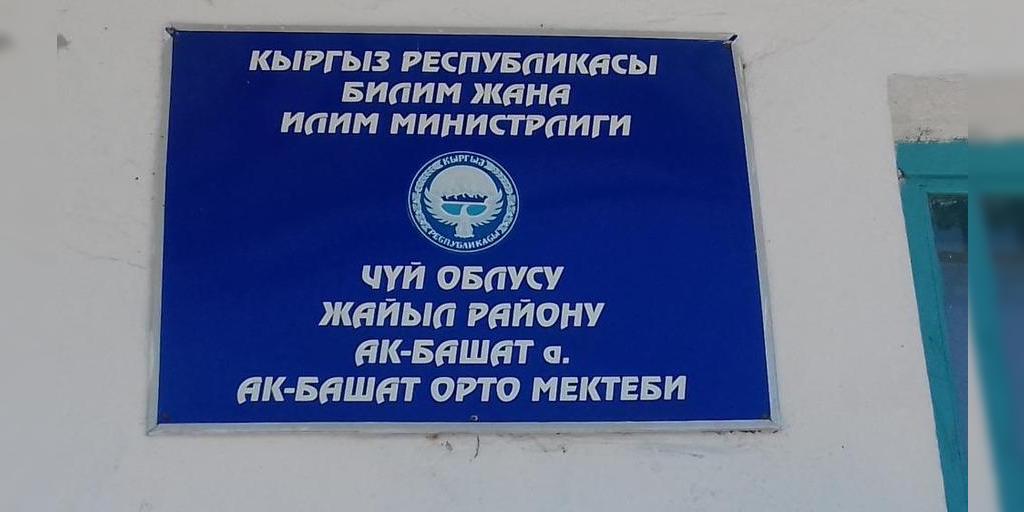 КЫРГЫЗ РЕСПУБЛИКАСЫ
БИЛИМ ЖАНА
ИЛИМ МИНИСТРЛИГИ
КЫРГЫЗ
РЕСПУБЛИКАСЫ
ЧҮЙ ОБЛУСУ
ЖАЙЫЛ РАЙОНУ
АК-БАШАТ а.
АК-БАШАТ ОРТО МЕКТЕБИ